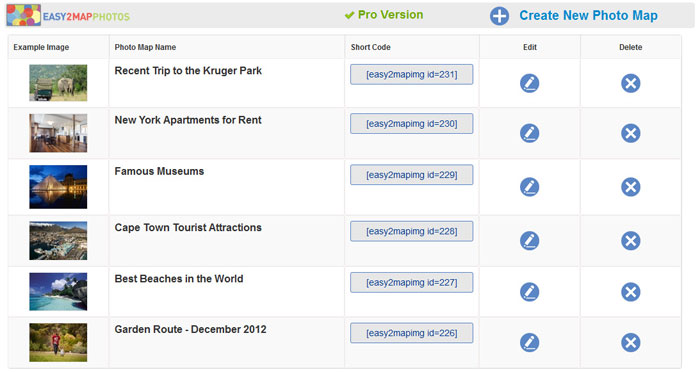 EASY2MAPPHOTOS Pro Version Create New Photo Map
Example Image Photo Map Name Short Code Edit Delete
Recent Trip to the Kruger Park [easy2mapimg id=231]
New York Apartments for Rent [easy2mapimg id=230]
Famous Museums [easy2mapimg id=229]
Cape Town Tourist Attractions [easy2mapimg id=228]
Best Beaches in the World [easy2mapimg id=227]
Garden Route - December 2012 [easy2mapimg id=226]